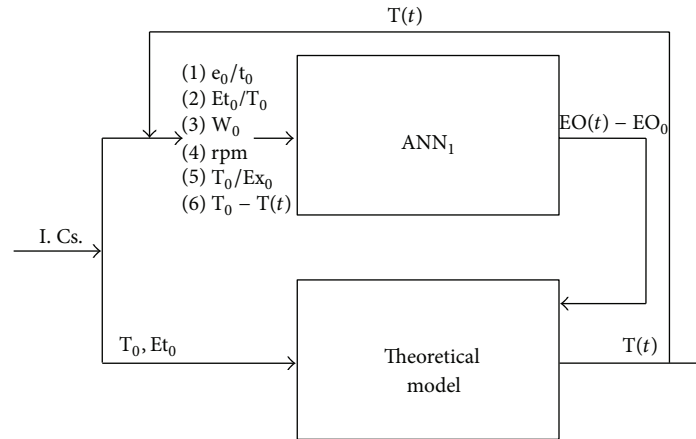 T(t)
(1) e₀/t₀
(2) Et₀/T₀
(3) W₀
(4) rpm
(5) T₀/Ex₀
(6) T₀ − T(t)
ANN₁
EO(t) − EO₀
I. Cs.
T₀, Et₀
Theoretical
model
T(t)